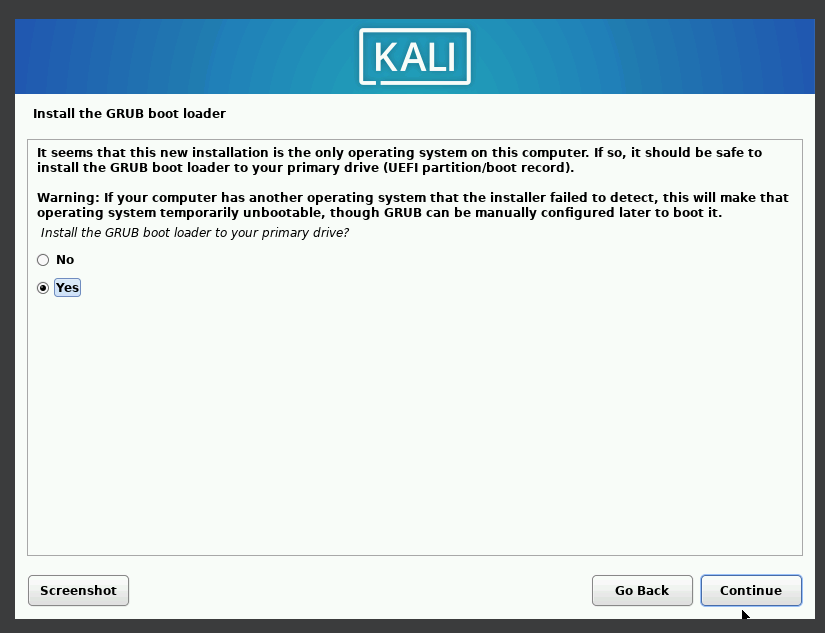 KALI
Install the GRUB boot loader
It seems that this new installation is the only operating system on this computer. If so, it should be safe to
install the GRUB boot loader to your primary drive (UEFI partition/boot record).
Warning: If your computer has another operating system that the installer failed to detect, this will make that
operating system temporarily unbootable, though GRUB can be manually configured later to boot it.
Install the GRUB boot loader to your primary drive?
No
Yes
Screenshot Go Back Continue